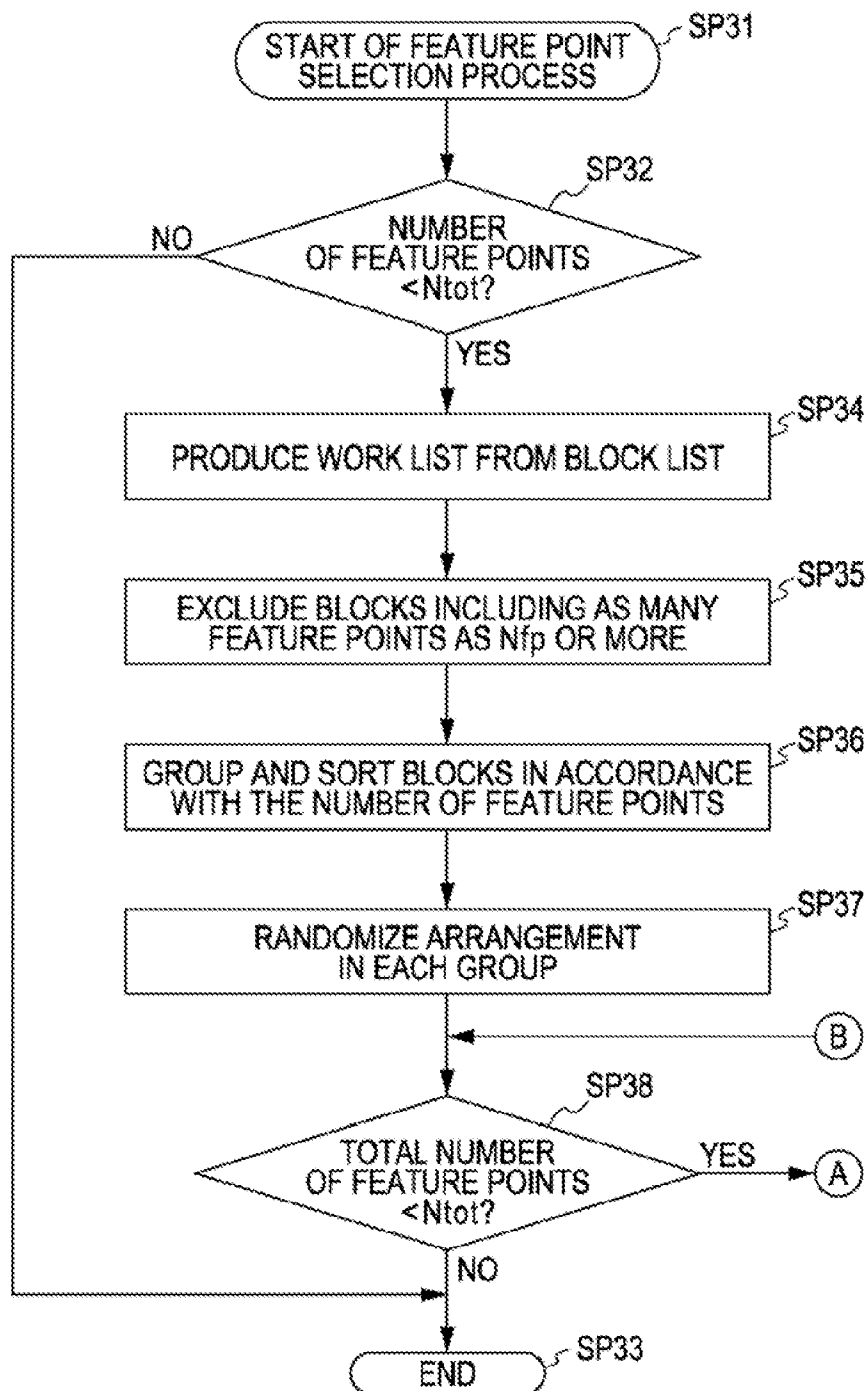 START OF FEATURE POINT
SELECTION PROCESS
SP31
SP32
NUMBER
OF FEATURE POINTS
<Ntot?
NO
YES
SP34
PRODUCE WORK LIST FROM BLOCK LIST
SP35
EXCLUDE BLOCKS INCLUDING AS MANY
FEATURE POINTS AS Nfp OR MORE
SP36
GROUP AND SORT BLOCKS IN ACCORDANCE
WITH THE NUMBER OF FEATURE POINTS
SP37
RANDOMIZE ARRANGEMENT
IN EACH GROUP
B
SP38
TOTAL NUMBER
OF FEATURE POINTS
<Ntot?
YES
A
NO
SP33
END